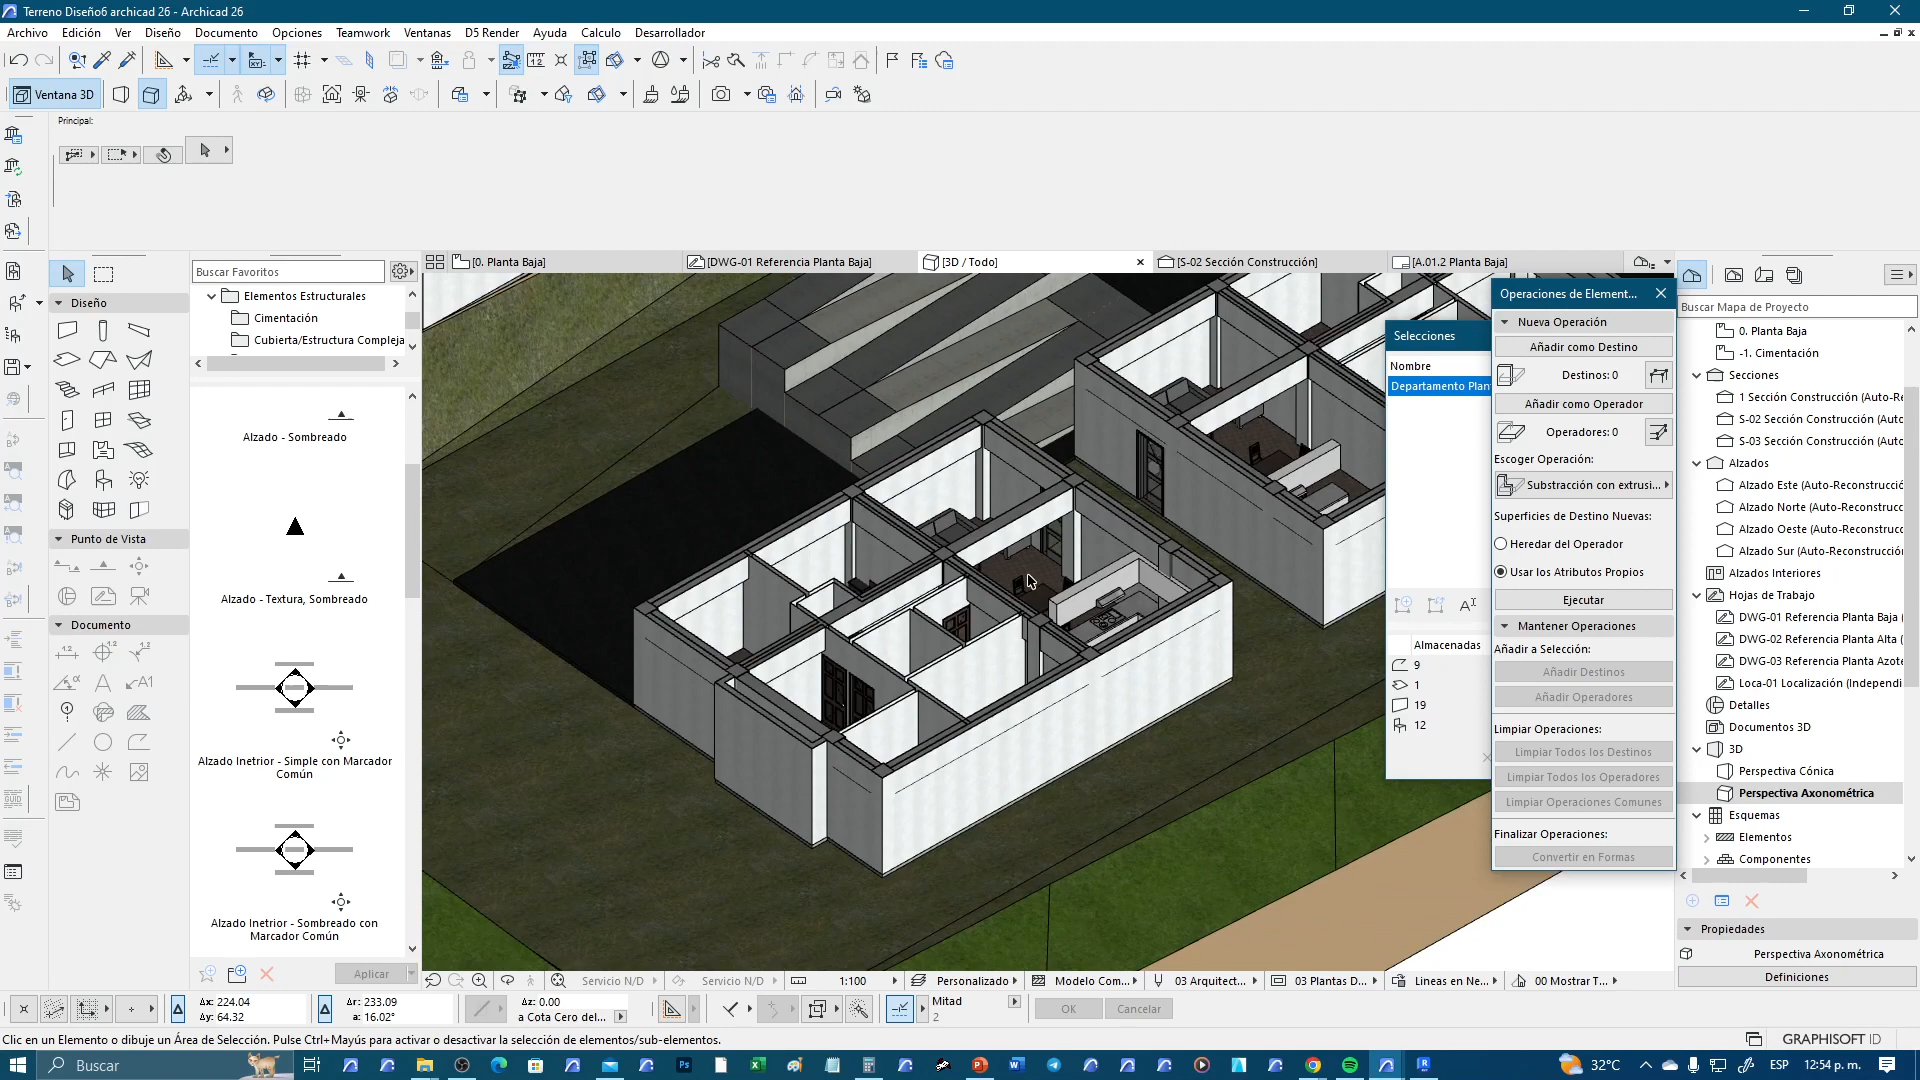 Terreno Diseño6 archicad 26 - Archicad 26
Archivo Edición Ver Diseño Documento Opciones Teamwork Ventanas D5 Render Ayuda Calculo Desarrollador
Ventana 3D
Principal:
[0. Planta Baja]
[DWG-01 Referencia Planta Baja]
[3D / Todo]
[S-02 Sección Construcción]
[A.01.2 Planta Baja]
Diseño
Punto de Vista
Documento
A1
GUID
Buscar Favoritos
Elementos Estructurales
Cimentación
Cubierta/Estructura Compleja
Alzado - Sombreado
Alzado - Textura, Sombreado
Alzado Inetrior - Simple con Marcador
Común
Alzado Inetrior - Sombreado con
Marcador Común
Aplicar
Selecciones
Nombre
Departamento Plant
Almacenadas
9
1
19
12
Operaciones de Element...
Nueva Operación
Añadir como Destino
Destinos: 0
Añadir como Operador
Operadores: 0
Escoger Operación:
Substracción con extrusi...
Superficies de Destino Nuevas:
Heredar del Operador
Usar los Atributos Propios
Ejecutar
Mantener Operaciones
Añadir a Selección:
Añadir Destinos
Añadir Operadores
Limpiar Operaciones:
Limpiar Todos los Destinos
Limpiar Todos los Operadores
Limpiar Operaciones Comunes
Finalizar Operaciones:
Convertir en Formas
Buscar Mapa de Proyecto
0. Planta Baja
-1. Cimentación
Secciones
1 Sección Construcción (Auto-Re
S-02 Sección Construcción (Auto
S-03 Sección Construcción (Auto
Alzados
Alzado Este (Auto-Reconstrucció
Alzado Norte (Auto-Reconstrucc
Alzado Oeste (Auto-Reconstrucc
Alzado Sur (Auto-Reconstrucción
Alzados Interiores
Hojas de Trabajo
DWG-01 Referencia Planta Baja (
DWG-02 Referencia Planta Alta (
DWG-03 Referencia Planta Azote
Loca-01 Localización (Independi
Detalles
Documentos 3D
3D
Perspectiva Cónica
Perspectiva Axonométrica
Esquemas
Elementos
Componentes
Propiedades
Perspectiva Axonométrica
Definiciones
Servicio N/D
Servicio N/D
1:100
Personalizado
Modelo Com...
03 Arquitect...
03 Plantas D...
Lineas en Ne...
00 Mostrar T...
Δx: 224.04
Δy: 64.32
Δr: 233.09
a: 16.02°
Δz: 0.00
a Cota Cero del...
Mitad
2
OK
Cancelar
Clic en un Elemento o dibuje un Área de Selección. Pulse Ctrl+Mayús para activar o desactivar la selección de elementos/sub-elementos.
GRAPHISOFT ID
Buscar
32°C
ESP
12:54 p. m.